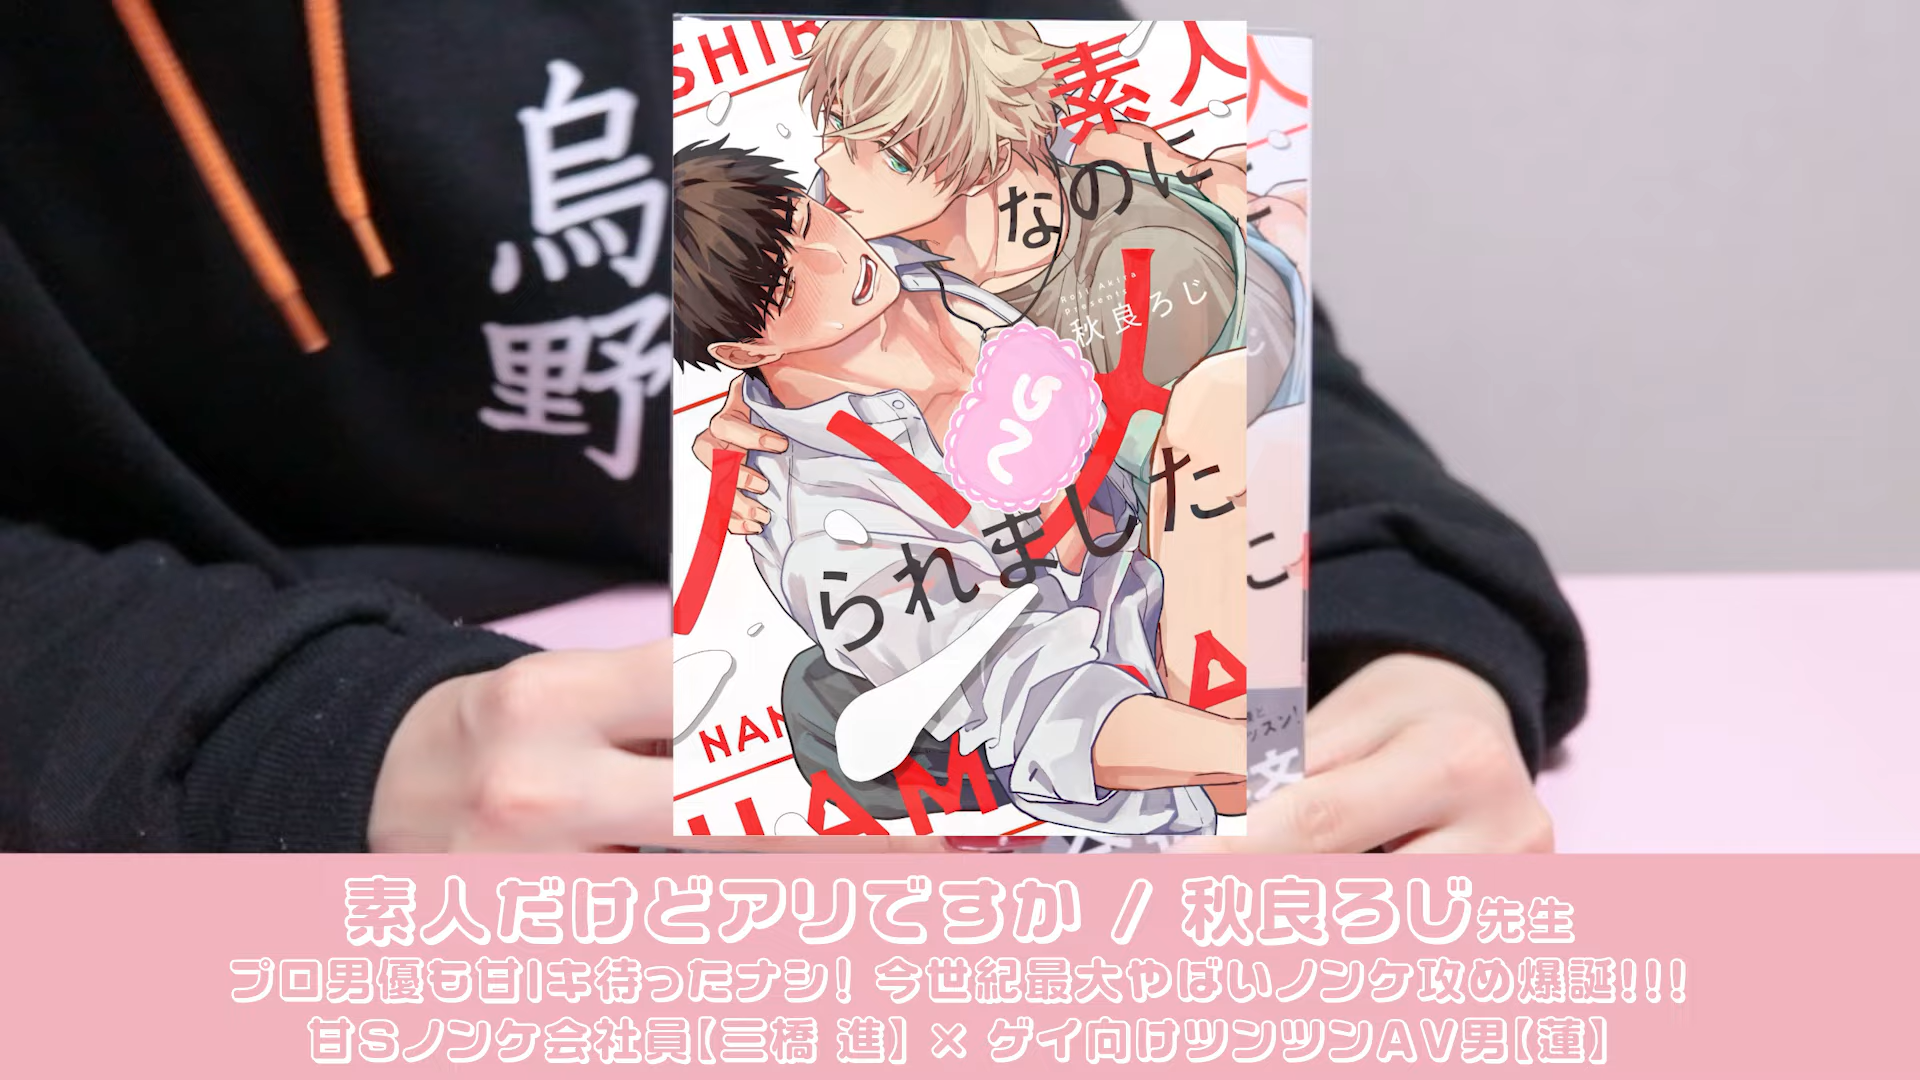 烏野
SHIR
素人
なのに
Roji Akira
Presents
秋良ろじ
ハメ
られました
NAN
HAM
素人だけどアリですか / 秋良ろじ先生
プロ男優も甘イキ待ったナシ! 今世紀最大やばいノンケ攻め爆誕!!!
甘Sノンケ会社員【三橋 進】 × ゲイ向けツンツンAV男【蓮】